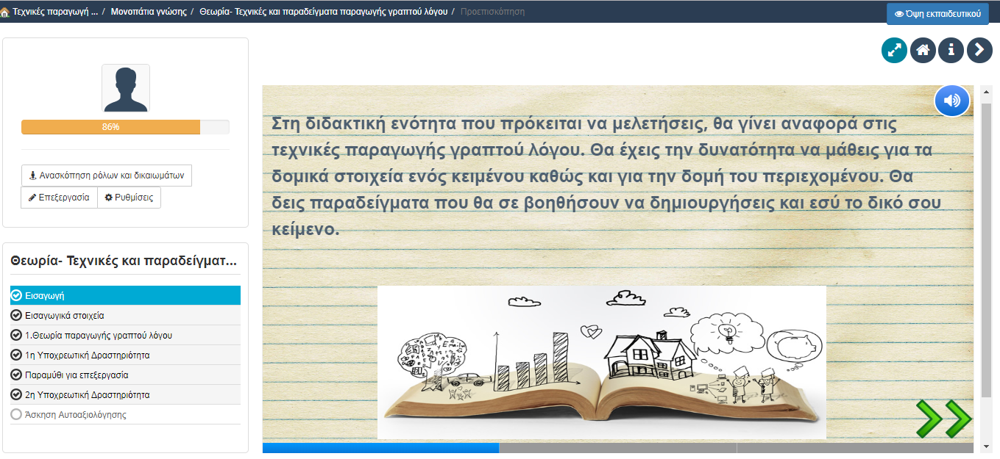 Τεχνικές παραγωγή ... / Μονοπάτια γνώσης / Θεωρία- Τεχνικές και παραδείγματα παραγωγής γραπτού λόγου / Προεπισκόπηση
Όψη εκπαιδευτικού
86%
Ανασκόπηση ρόλων και δικαιωμάτων
Επεξεργασία
Ρυθμίσεις
Θεωρία- Τεχνικές και παραδείγματ...
Εισαγωγή
Εισαγωγικά στοιχεία
1.Θεωρία παραγωγής γραπτού λόγου
1η Υποχρεωτική Δραστηριότητα
Παραμύθι για επεξεργασία
2η Υποχρεωτική Δραστηριότητα
Άσκηση Αυτοαξιολόγησης
Στη διδακτική ενότητα που πρόκειται να μελετήσεις, θα γίνει αναφορά στις
τεχνικές παραγωγής γραπτού λόγου. Θα έχεις την δυνατότητα να μάθεις για τα
δομικά στοιχεία ενός κειμένου καθώς και για την δομή του περιεχομένου. Θα
δεις παραδείγματα που θα σε βοηθήσουν να δημιουργήσεις και εσύ το δικό σου
κείμενο.